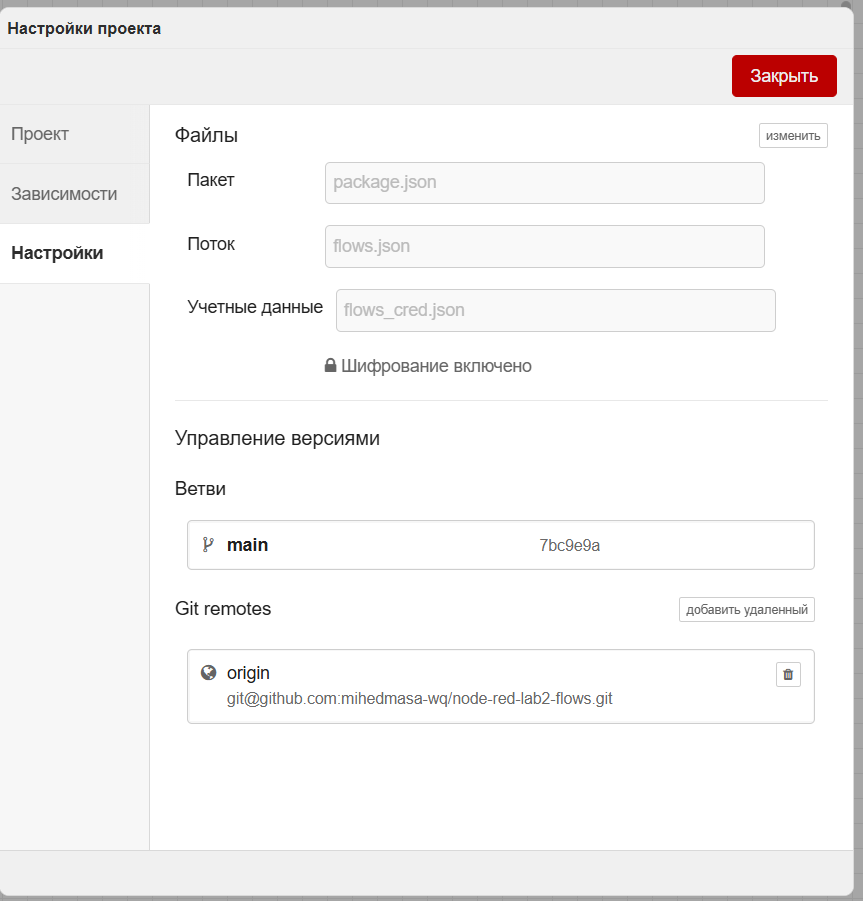 Настройки проекта
Закрыть
Проект
Зависимости
Настройки
Файлы
изменить
Пакет
package.json
Поток
flows.json
Учетные данные
flows_cred.json
Шифрование включено
Управление версиями
Ветви
main 7bc9e9a
Git remotes
добавить удаленный
origin
git@github.com:mihedmasa-wq/node-red-lab2-flows.git